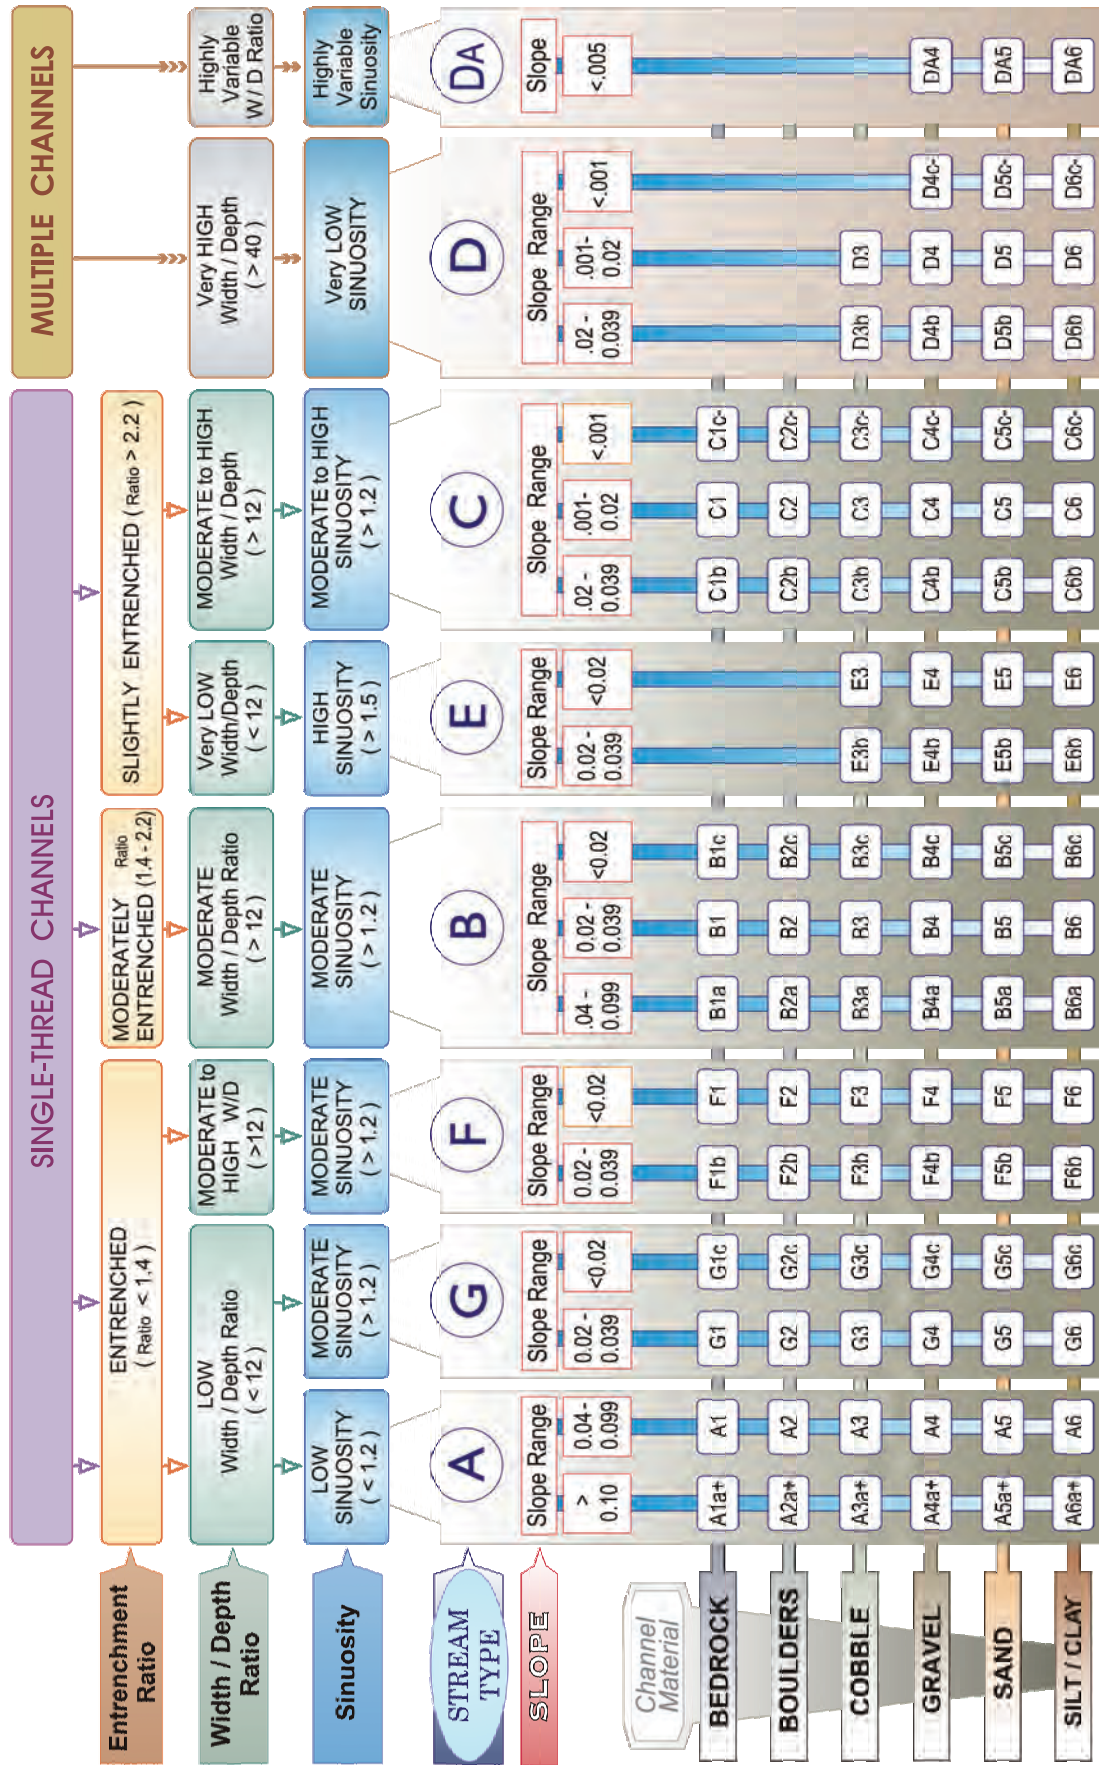 SINGLE-THREAD CHANNELS
MULTIPLE CHANNELS
Entrenchment
Ratio
ENTRENCHED
( Ratio < 1.4 )
MODERATELY Ratio
ENTRENCHED (1.4 - 2.2)
SLIGHTLY ENTRENCHED ( Ratio > 2.2 )
Width / Depth
Ratio
LOW
Width / Depth Ratio
( < 12 )
MODERATE to
HIGH W/D
( >12 )
MODERATE
Width / Depth Ratio
( > 12 )
Very LOW
Width/Depth
( < 12 )
MODERATE to HIGH
Width / Depth
( > 12 )
Very HIGH
Width / Depth
( > 40 )
Highly
Variable
W / D Ratio
Sinuosity
LOW
SINUOSITY
( < 1.2 )
MODERATE
SINUOSITY
( > 1.2 )
MODERATE
SINUOSITY
( > 1.2 )
MODERATE
SINUOSITY
( > 1.2 )
HIGH
SINUOSITY
( > 1.5 )
MODERATE to HIGH
SINUOSITY
( > 1.2 )
Very LOW
SINUOSITY
Highly
Variable
Sinuosity
STREAM
TYPE
A G F B E C D DA
SLOPE
Slope Range Slope Range Slope Range Slope Range Slope Range Slope Range Slope Range Slope
>
0.10
0.04 -
0.099
0.02 -
0.039
<0.02
0.02 -
0.039
<0.02
.04 -
0.099
0.02-
0.039
<0.02
0.02 -
0.039
<0.02
.02 -
0.039
.001-
0.02
<.001
.02 -
0.039
.001-
0.02
<.001
<.005
Channel
Material
BEDROCK A1a+ A1 G1 G1c F1b F1 B1a B1 B1c C1b C1 C1c-
BOULDERS A2a+ A2 G2 G2c F2b F2 B2a B2 B2c C2b C2 C2c-
COBBLE A3a+ A3 G3 G3c F3b F3 B3a B3 B3c E3b E3 C3b C3 C3c- D3b D3
GRAVEL A4a+ A4 G4 G4c F4b F4 B4a B4 B4c E4b E4 C4b C4 C4c- D4b D4 D4c- DA4
SAND A5a+ A5 G5 G5c F5b F5 B5a B5 B5c E5b E5 C5b C5 C5c- D5b D5 D5c- DA5
SILT / CLAY A6a+ A6 G6 G6c F6b F6 B6a B6 B6c E6b E6 C6b C6 C6c- D6b D6 D6c- DA6